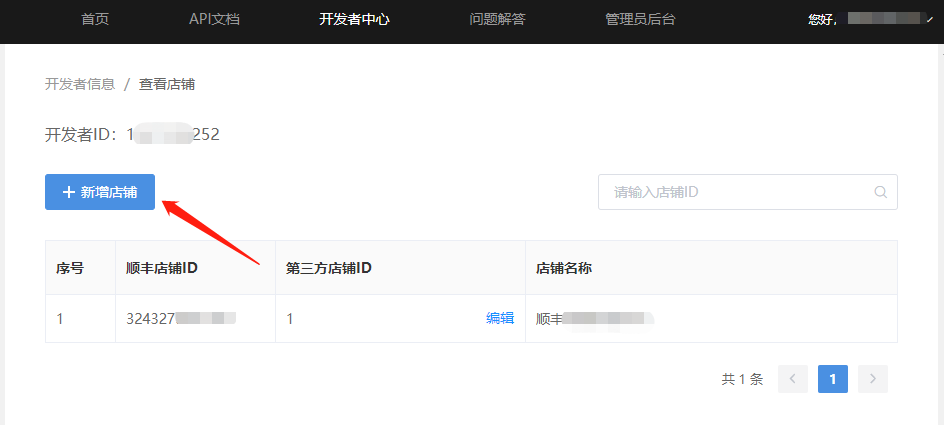 首页 API文档 开发者中心 问题解答 管理员后台 您好,
开发者信息 / 查看店铺
开发者ID: 1 252
+ 新增店铺 请输入店铺ID
序号 顺丰店铺ID 第三方店铺ID 店铺名称
1 324327 1 编辑 顺丰
共 1 条 < 1 >